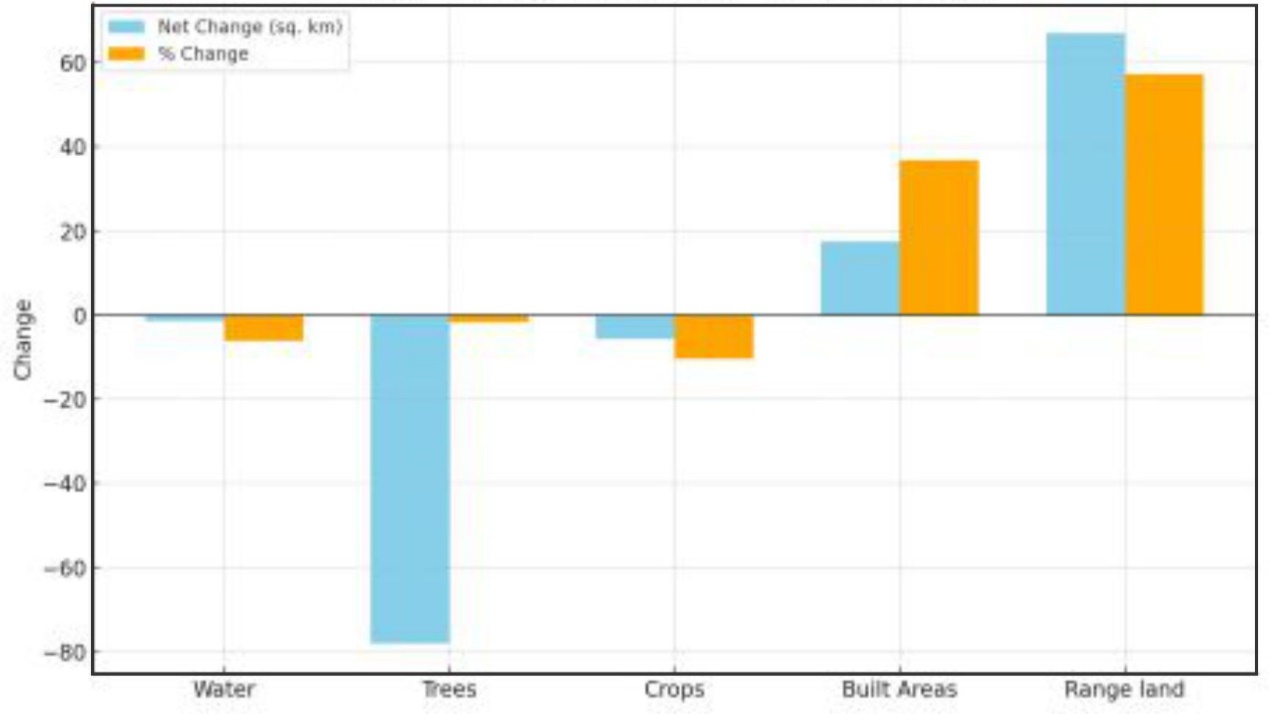 Net Change (sq. km)
% Change
60
40
20
0
−20
−40
−60
−80
Change
Water
Trees
Crops
Built Areas
Range land